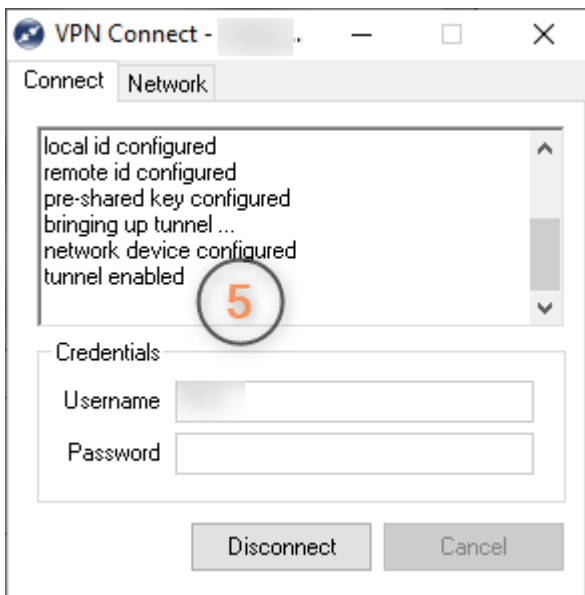 VPN Connect - ..
Connect Network
local id configured
remote id configured
pre-shared key configured
bringing up tunnel ...
network device configured
tunnel enabled
5
Credentials
Username
Password
Disconnect Cancel